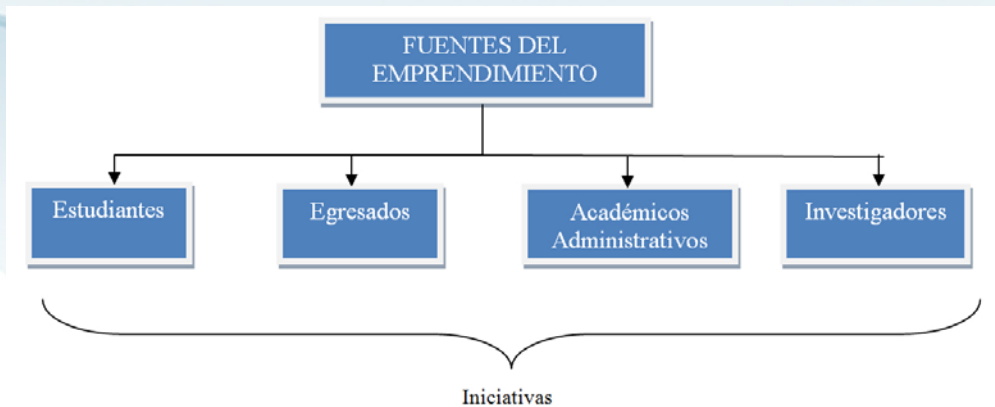 FUENTES DEL
EMPRENDIMIENTO
Estudiantes
Egresados
Académicos
Administrativos
Investigadores
Iniciativas